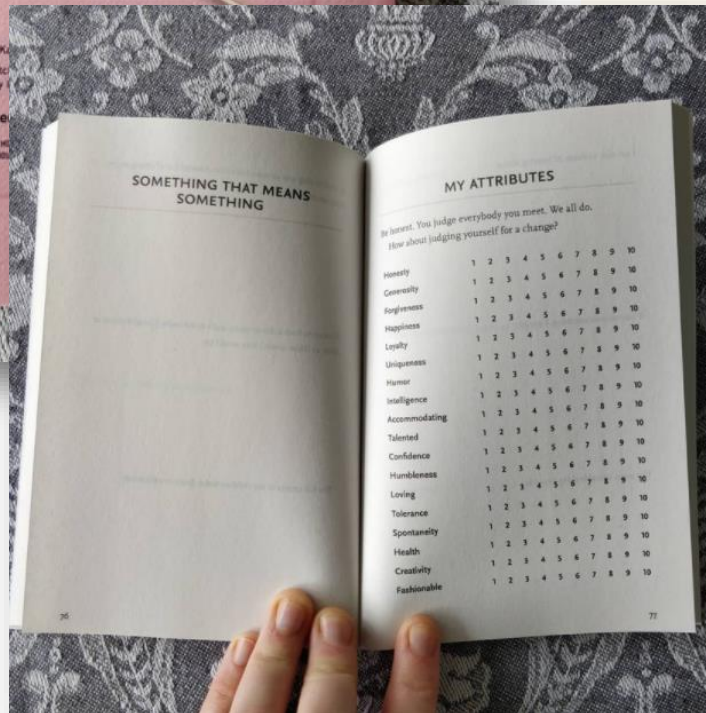 SOMETHING THAT MEANS
SOMETHING
76
MY ATTRIBUTES
Be honest. You judge everybody you meet. We all do.
How about judging yourself for a change?
Honesty 1 2 3 4 5 6 7 8 9 10
Generosity 1 2 3 4 5 6 7 8 9 10
Forgiveness 1 2 3 4 5 6 7 8 9 10
Happiness 1 2 3 4 5 6 7 8 9 10
Loyalty 1 2 3 4 5 6 7 8 9 10
Uniqueness 1 2 3 4 5 6 7 8 9 10
Humor 1 2 3 4 5 6 7 8 9 10
Intelligence 1 2 3 4 5 6 7 8 9 10
Accommodating 1 2 3 4 5 6 7 8 9 10
Talented 1 2 3 4 5 6 7 8 9 10
Confidence 1 2 3 4 5 6 7 8 9 10
Humbleness 1 2 3 4 5 6 7 8 9 10
Loving 1 2 3 4 5 6 7 8 9 10
Tolerance 1 2 3 4 5 6 7 8 9 10
Spontaneity 1 2 3 4 5 6 7 8 9 10
Health 1 2 3 4 5 6 7 8 9 10
Creativity 1 2 3 4 5 6 7 8 9 10
Fashionable 1 2 3 4 5 6 7 8 9 10
77